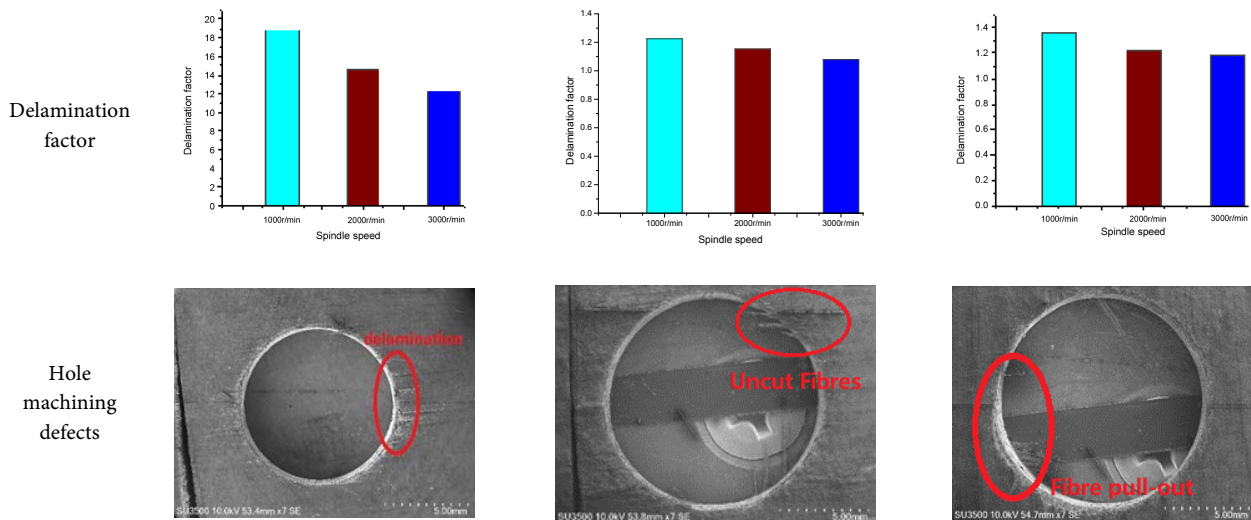 Delamination
factor
Delamination factor
20
18
16
14
12
10
8
6
4
2
0
1000r/min 2000r/min 3000r/min
Spindle speed
Delamination factor
1.4
1.2
1.0
0.8
0.6
0.4
0.2
0.0
1000r/min 2000r/min 3000r/min
Spindle speed
Delamination factor
1.4
1.2
1.0
0.8
0.6
0.4
0.2
0.0
1000r/min 2000r/min 3000r/min
Spindle speed
Hole
machining
defects
delamination
SU3500 10.0kV 53.4mm x7 SE 5.00mm
Uncut Fibres
SU3500 10.0kV 53.8mm x7 SE 5.00mm
Fibre pull-out
SU3500 10.0kV 54.7mm x7 SE 5.00mm